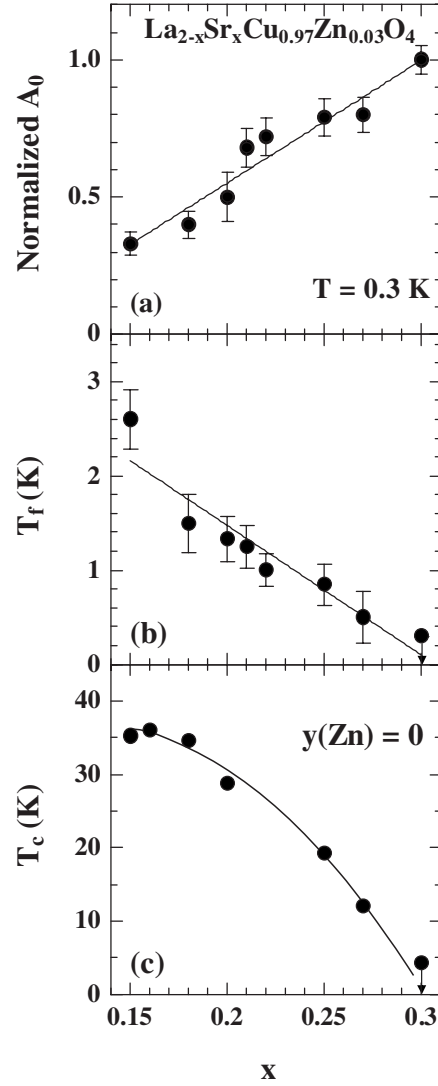 La2-xSrxCu0.97Zn0.03O4
1.0
0.5
0
Normalized A0
(a)
T = 0.3 K
3
2
1
0
Tf (K)
(b)
40
30
20
10
0
Tc (K)
y(Zn) = 0
(c)
0.15 0.2 0.25 0.3
x